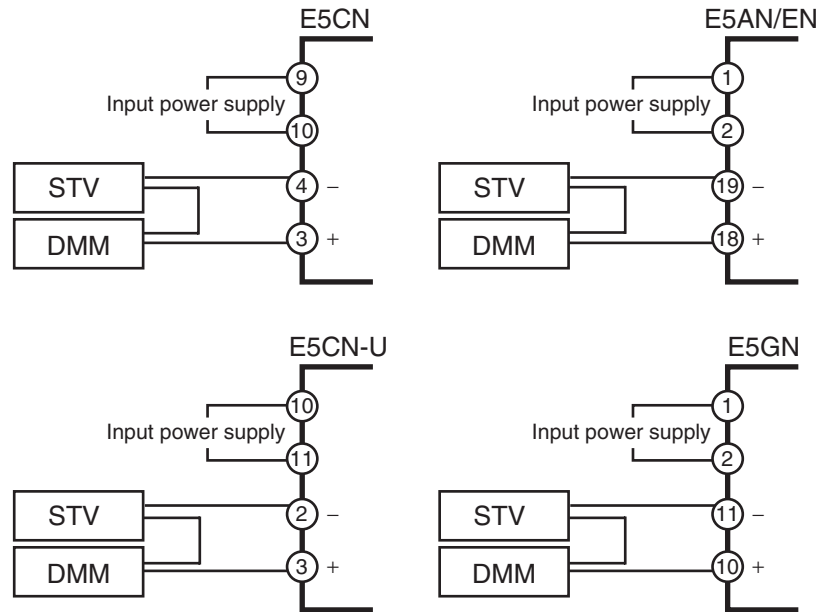 E5CN
9
Input power supply
10
STV
4 −
DMM
3 +
E5AN/EN
1
Input power supply
2
STV
19 −
DMM
18 +
E5CN-U
10
Input power supply
11
STV
2 −
DMM
3 +
E5GN
1
Input power supply
2
STV
11 −
DMM
10 +